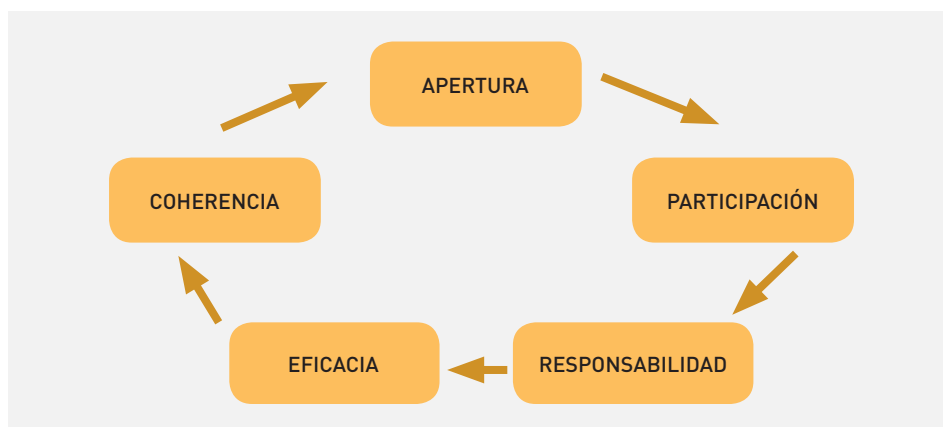 APERTURA
PARTICIPACIÓN
RESPONSABILIDAD
EFICACIA
COHERENCIA